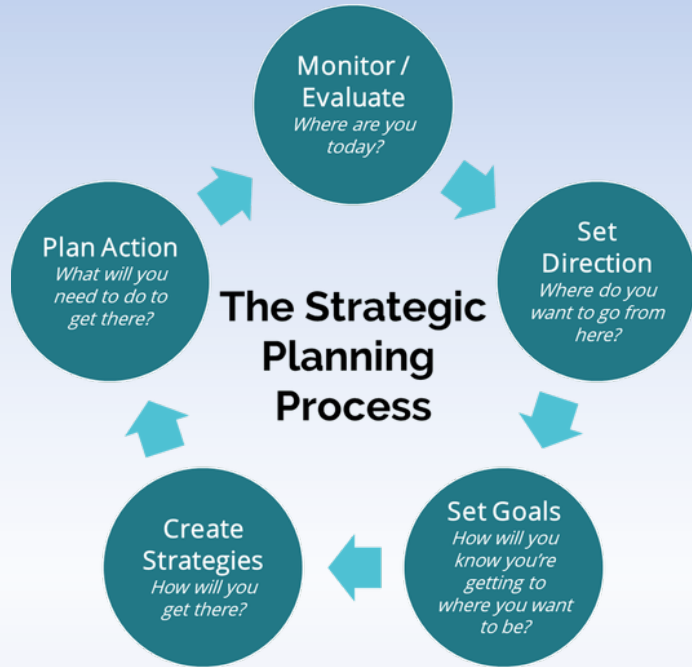 Monitor /
Evaluate
Where are you
today?
Set
Direction
Where do you
want to go from
here?
Set Goals
How will you
know you're
getting to
where you want
to be?
Create
Strategies
How will you
get there?
Plan Action
What will you
need to do to
get there?
The Strategic
Planning
Process